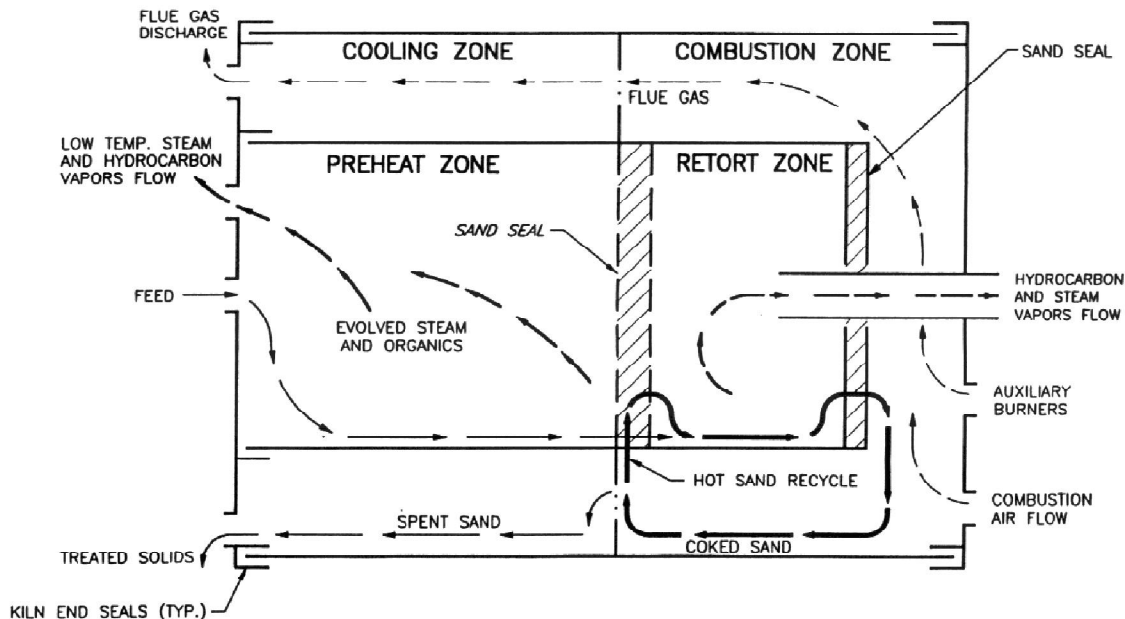 FLUE GAS
DISCHARGE
COOLING ZONE
COMBUSTION ZONE
SAND SEAL
FLUE GAS
LOW TEMP. STEAM
AND HYDROCARBON
VAPORS FLOW
PREHEAT ZONE
RETORT ZONE
SAND SEAL
FEED
HYDROCARBON
AND STEAM
VAPORS FLOW
EVOLVED STEAM
AND ORGANICS
AUXILIARY
BURNERS
HOT SAND RECYCLE
COMBUSTION
AIR FLOW
SPENT SAND
COKED SAND
TREATED SOLIDS
KILN END SEALS (TYP.)